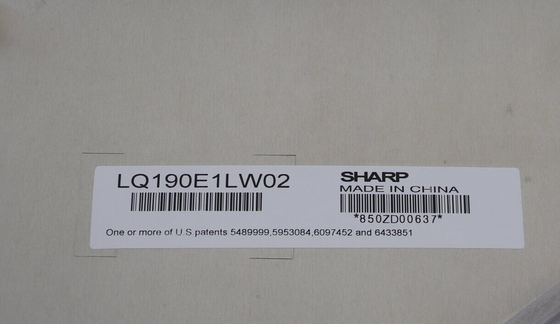 LQ190E1LW02
SHARP
MADE IN CHINA
*850ZD00637*
One or more of U.S.patents 5489999,5953084,6097452 and 6433851